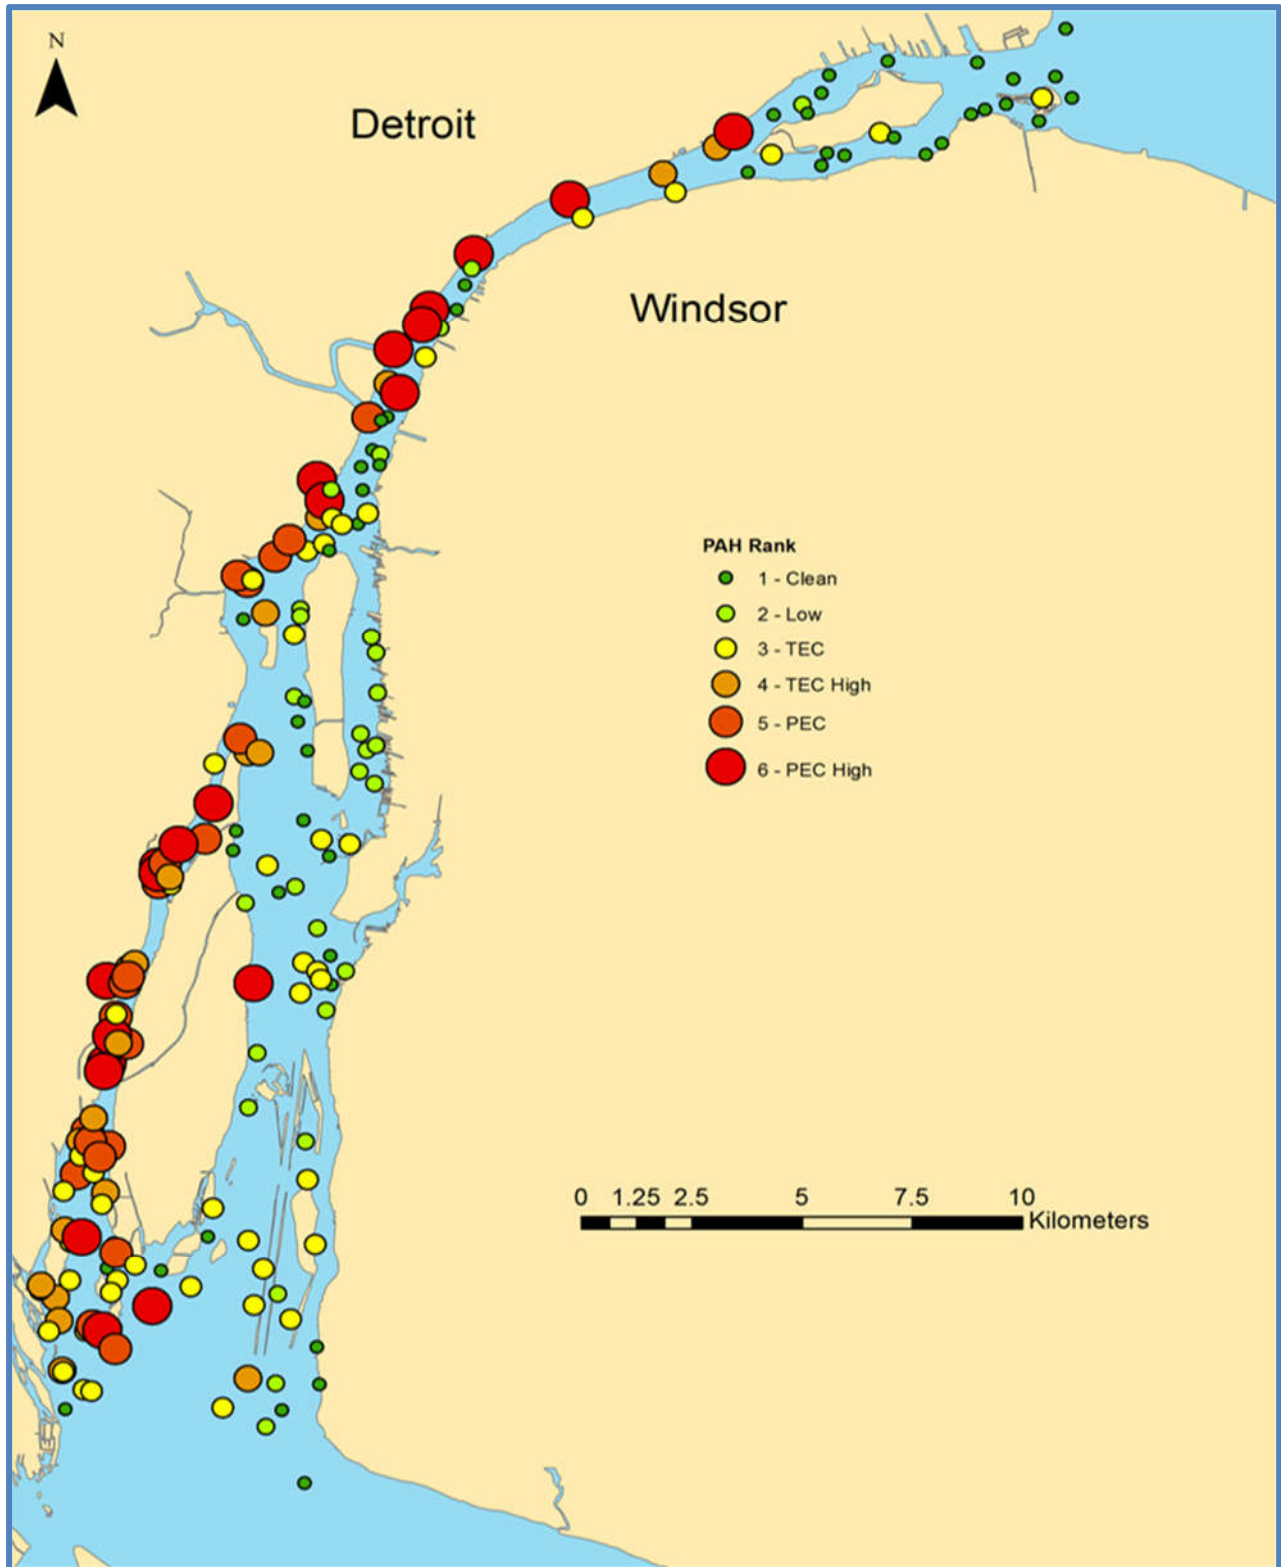 N
Detroit
Windsor
PAH Rank
1 - Clean
2 - Low
3 - TEC
4 - TEC High
5 - PEC
6 - PEC High
0 1.25 2.5 5 7.5 10
Kilometers